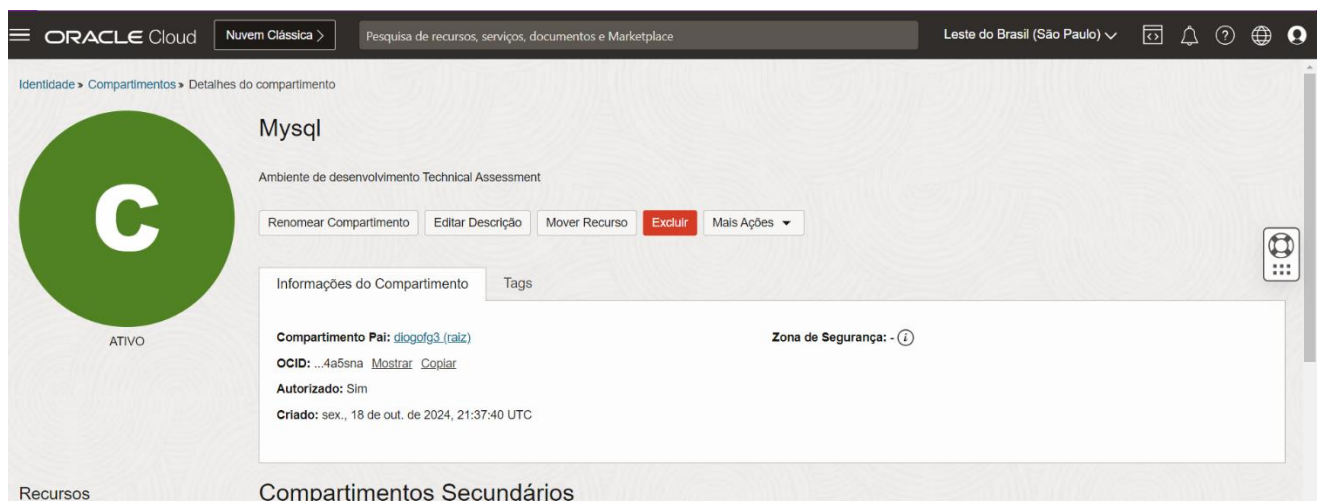 ORACLE Cloud Nuvem Clássica > Pesquisa de recursos, serviços, documentos e Marketplace Leste do Brasil (São Paulo)
Identidade » Compartimentos » Detalhes do compartimento
Mysql
Ambiente de desenvolvimento Technical Assessment
Renomear Compartimento Editar Descrição Mover Recurso Excluir Mais Ações
C
Informações do Compartimento Tags
ATIVO
Compartimento Pai: diogofg3 (raiz) Zona de Segurança: -
OCID: ...4a5sna Mostrar Copiar
Autorizado: Sim
Criado: sex., 18 de out. de 2024, 21:37:40 UTC
Recursos Compartimentos Secundários